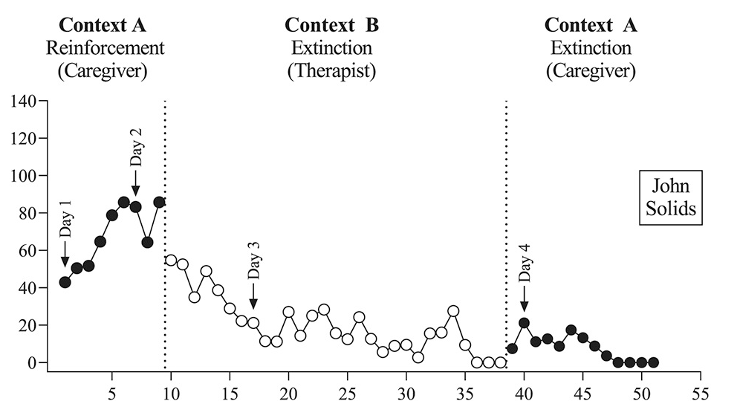 Context A
Reinforcement
(Caregiver)
Context B
Extinction
(Therapist)
Context A
Extinction
(Caregiver)
140
120
100
80
60
40
20
0
Day 1
Day 2
Day 3
Day 4
John
Solids
5
10
15
20
25
30
35
40
45
50
55